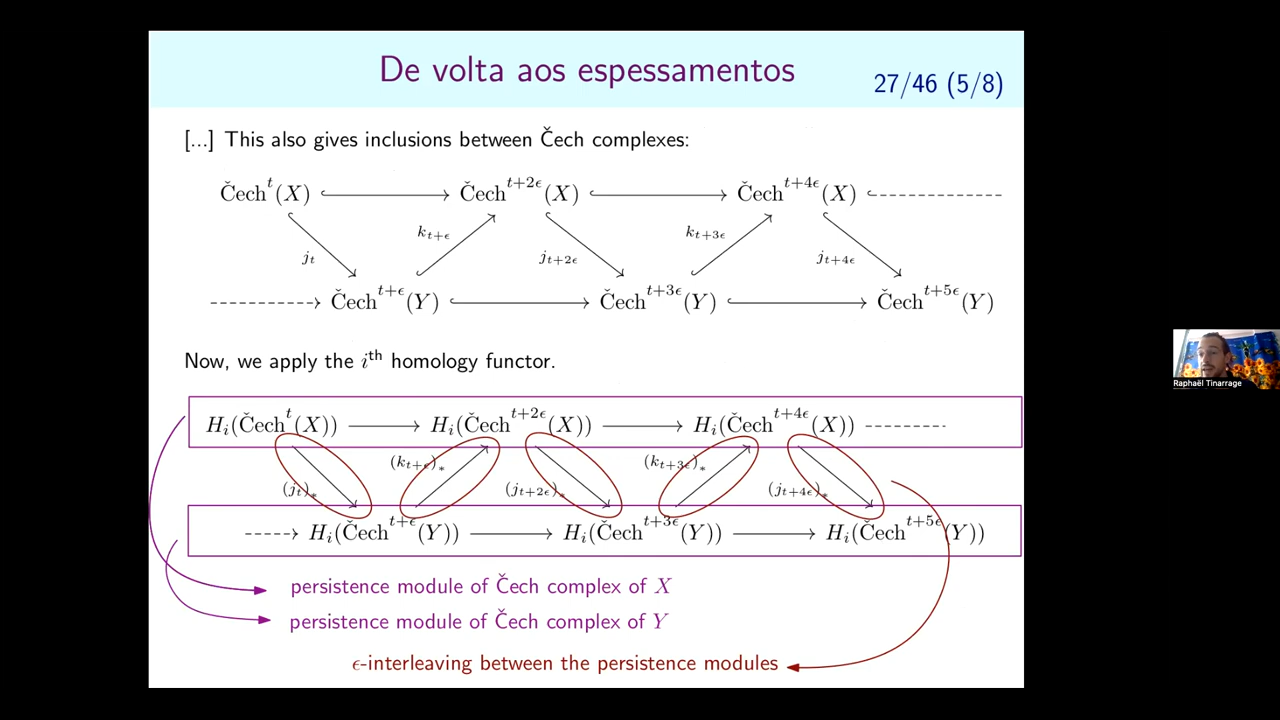 De volta aos espessamentos
27/46 (5/8)
[...] This also gives inclusions between Čech complexes:
Čech^t(X) Čech^{t+2ϵ}(X) Čech^{t+4ϵ}(X)
k_{t+ϵ} k_{t+3ϵ}
j_t j_{t+2ϵ} j_{t+4ϵ}
Čech^{t+ϵ}(Y) Čech^{t+3ϵ}(Y) Čech^{t+5ϵ}(Y)
Now, we apply the i^th homology functor.
H_i(Čech^t(X)) H_i(Čech^{t+2ϵ}(X)) H_i(Čech^{t+4ϵ}(X))
(k_{t+ϵ})_* (k_{t+3ϵ})_*
(j_t)_* (j_{t+2ϵ})_* (j_{t+4ϵ})_*
H_i(Čech^{t+ϵ}(Y)) H_i(Čech^{t+3ϵ}(Y)) H_i(Čech^{t+5ϵ}(Y))
persistence module of Čech complex of X
persistence module of Čech complex of Y
ϵ-interleaving between the persistence modules
Raphaël Tinarrage